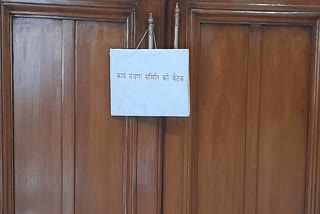 कार्य मंत्रणा समिति की बैठक